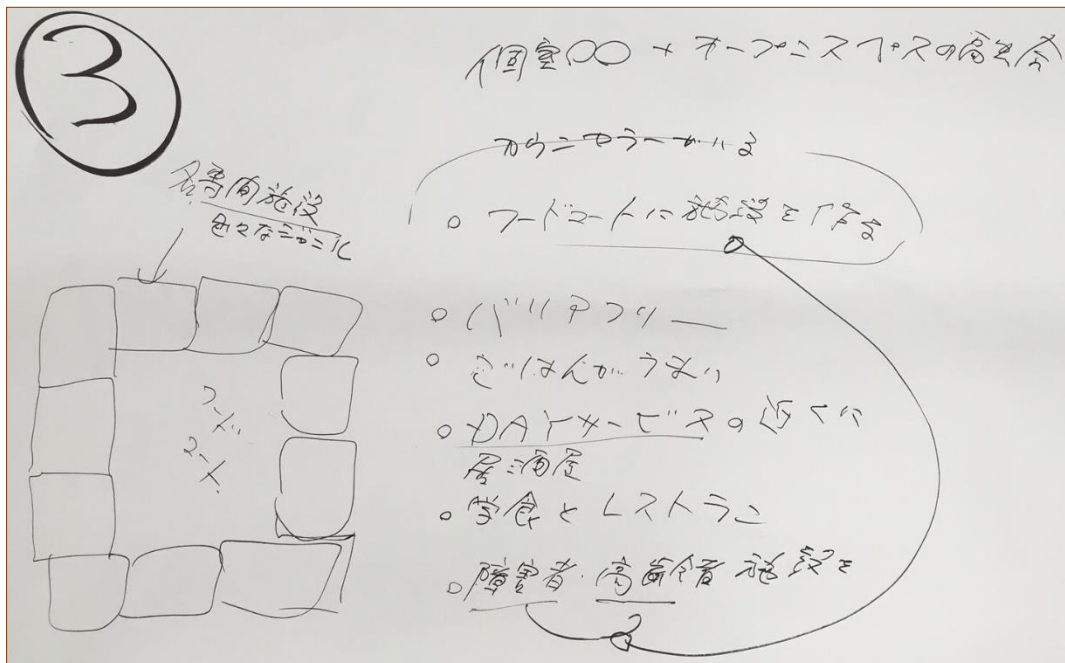 ③
個室○○ + オープンスペースの
カウンセラーがいる
○ フードコートに施設を作る
各専門施設
色々なジャンル
フード
コート
○ バリアフリー
○ ごはんがうまい
○ DAYサービスの近くに
居酒屋
○ 学食とレストラン
○ 障害者・高齢者施設を